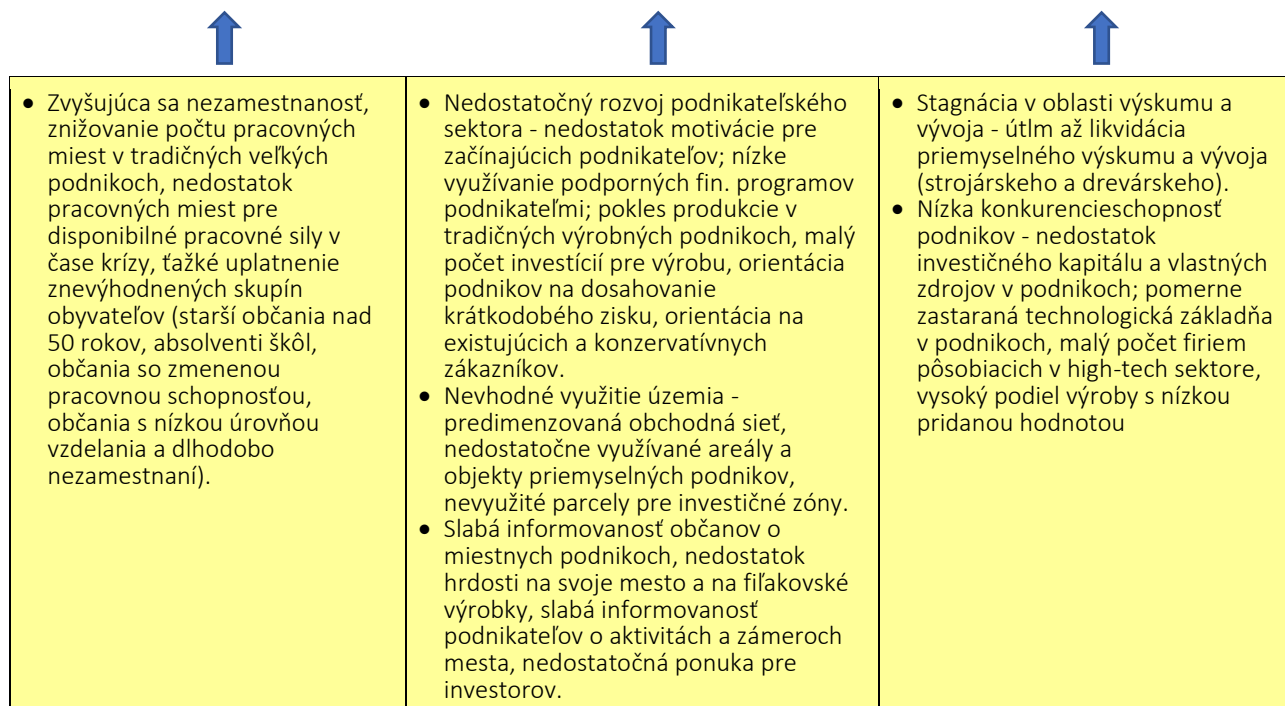 • Zvyšujúca sa nezamestnanosť,
znižovanie počtu pracovných
miest v tradičných veľkých
podnikoch, nedostatok
pracovných miest pre
disponibilné pracovné sily v
čase krízy, ťažké uplatnenie
znevýhodnených skupín
obyvateľov (starší občania nad
50 rokov, absolventi škôl,
občania so zmenenou
pracovnou schopnosťou,
občania s nízkou úrovňou
vzdelania a dlhodobo
nezamestnaní).
• Nedostatočný rozvoj podnikateľského
sektora - nedostatok motivácie pre
začínajúcich podnikateľov; nízke
využívanie podporných fin. programov
podnikateľmi; pokles produkcie v
tradičných výrobných podnikoch, malý
počet investícií pre výrobu, orientácia
podnikov na dosahovanie
krátkodobého zisku, orientácia na
existujúcich a konzervatívnych
zákazníkov.
• Nevhodné využitie územia -
predimenzovaná obchodná sieť,
nedostatočne využívané areály a
objekty priemyselných podnikov,
nevyužité parcely pre investičné zóny.
• Slabá informovanosť občanov o
miestnych podnikoch, nedostatok
hrdosti na svoje mesto a na fiľakovské
výrobky, slabá informovanosť
podnikateľov o aktivitách a zámeroch
mesta, nedostatočná ponuka pre
investorov.
• Stagnácia v oblasti výskumu a
vývoja - útlm až likvidácia
priemyselného výskumu a vývoja
(strojárskeho a drevárskeho).
• Nízka konkurencieschopnosť
podnikov - nedostatok
investičného kapitálu a vlastných
zdrojov v podnikoch; pomerne
zastaraná technologická základňa
v podnikoch, malý počet firiem
pôsobiacich v high-tech sektore,
vysoký podiel výroby s nízkou
pridanou hodnotou